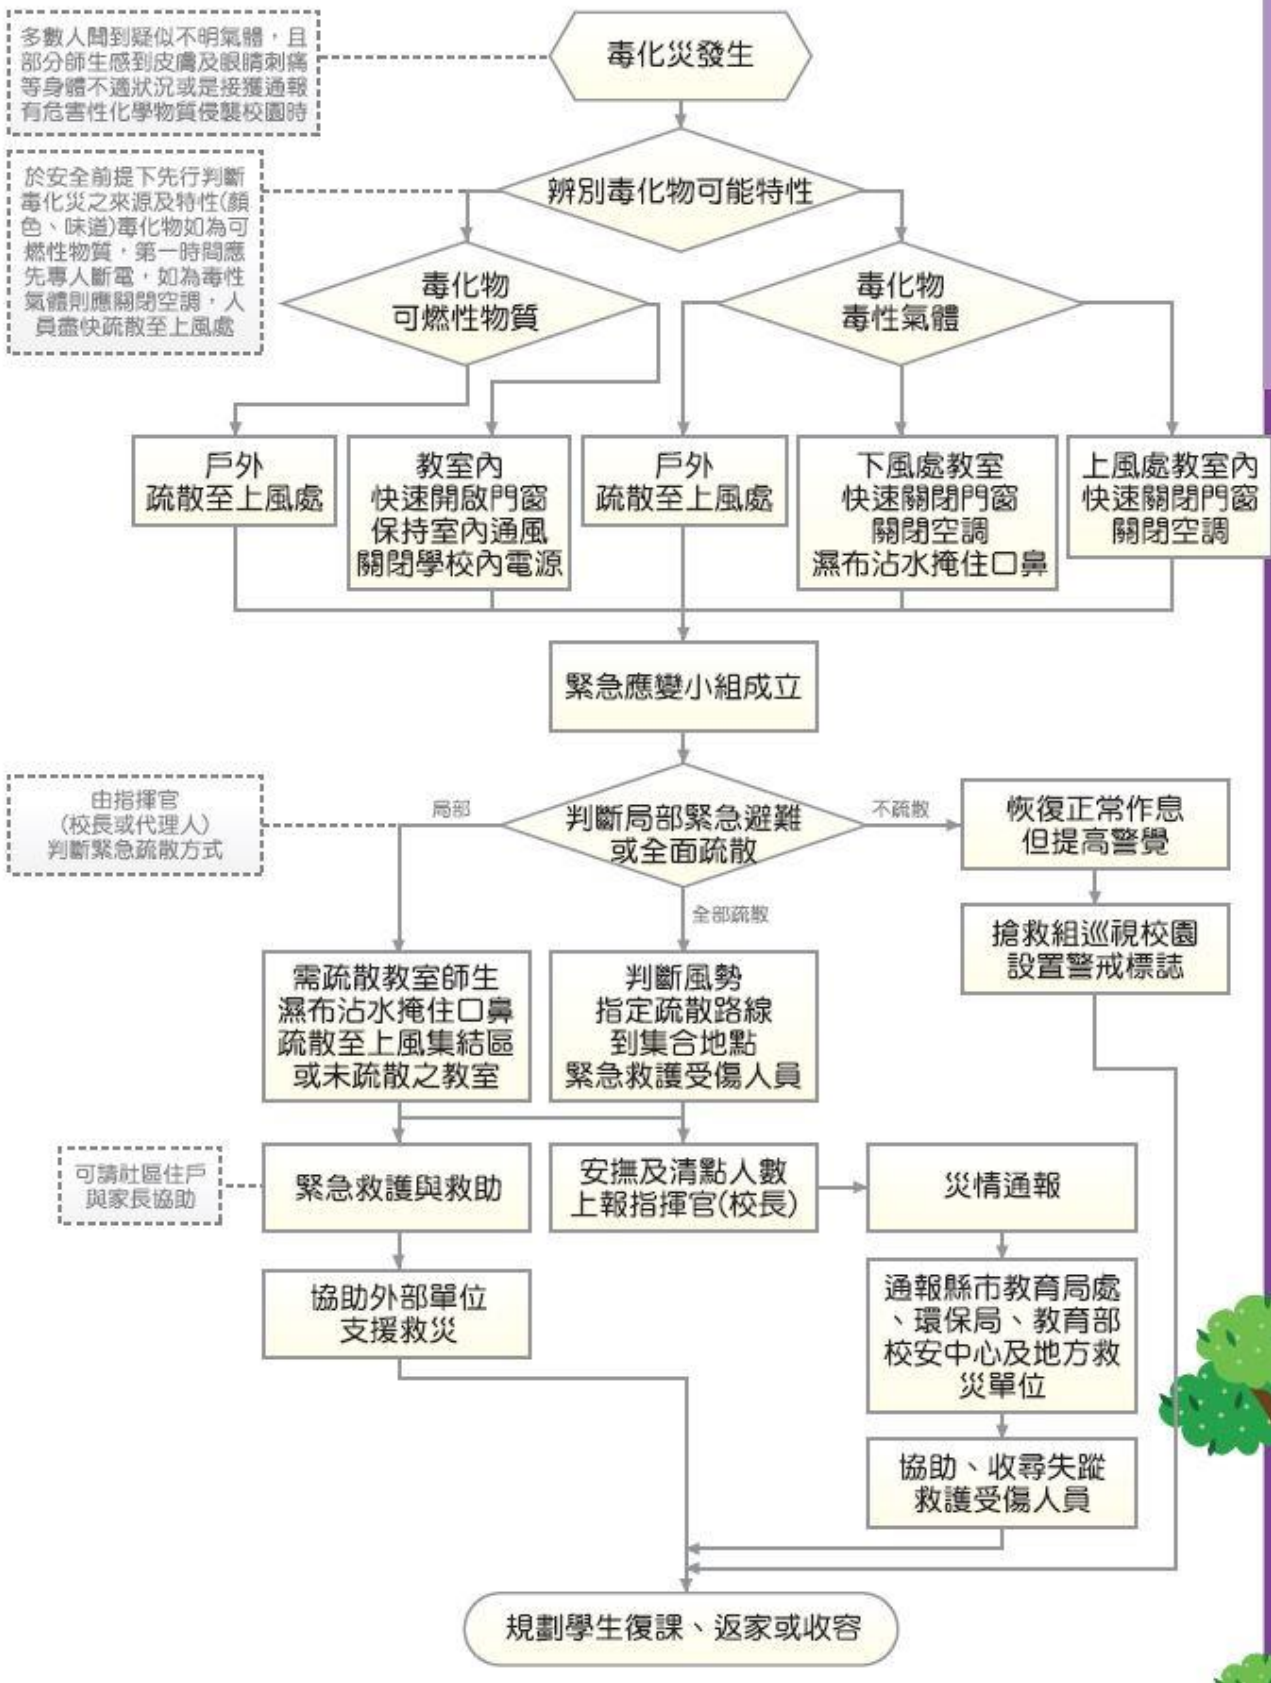 多數人聞到疑似不明氣體，且
部分師生感到皮膚及眼睛刺痛
等身體不適狀況或是接獲通報
有危害性化學物質侵襲校園時
毒化災發生
於安全前提下先行判斷
毒化災之來源及特性(顏
色、味道)毒化物如為可
燃性物質，第一時間應
先專人斷電，如為毒性
氣體則應關閉空調，人
員盡快疏散至上風處
辨別毒化物可能特性
毒化物
可燃性物質
毒化物
毒性氣體
戶外
疏散至上風處
教室內
快速開啟門窗
保持室內通風
關閉學校內電源
戶外
疏散至上風處
下風處教室
快速關閉門窗
關閉空調
濕布沾水掩住口鼻
上風處教室內
快速關閉門窗
關閉空調
緊急應變小組成立
由指揮官
(校長或代理人)
判斷緊急疏散方式
局部
判斷局部緊急避難
或全面疏散
不疏散
恢復正常作息
但提高警覺
全部疏散
搶救組巡視校園
設置警戒標誌
需疏散教室師生
濕布沾水掩住口鼻
疏散至上風集結區
或未疏散之教室
判斷風勢
指定疏散路線
到集合地點
緊急救護受傷人員
可請社區住戶
與家長協助
緊急救護與救助
安撫及清點人數
上報指揮官(校長)
災情通報
協助外部單位
支援救災
通報縣市教育局處
、環保局、教育部
校安中心及地方救
災單位
協助、收尋失蹤
救護受傷人員
規劃學生復課、返家或收容